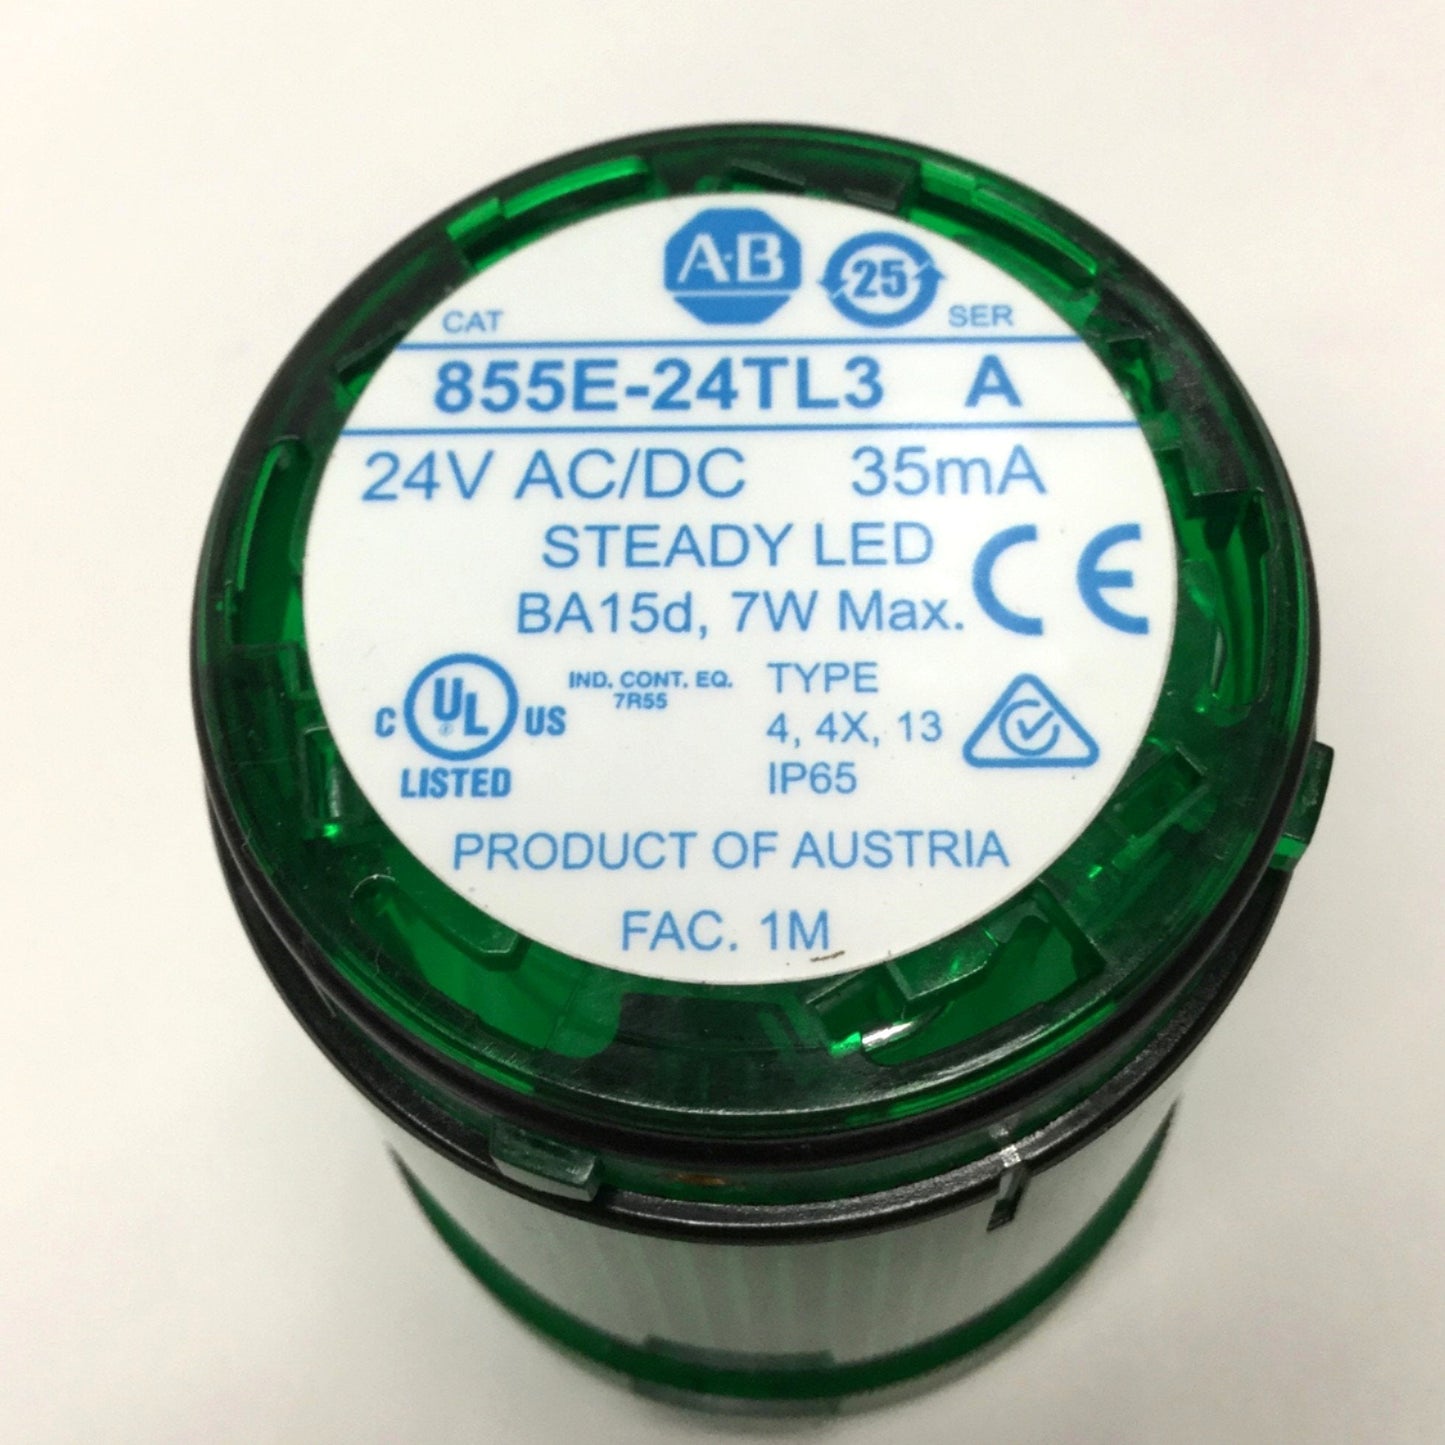 A-B 25
CAT SER
855E-24TL3 A
24V AC/DC 35mA
STEADY LED
BA15d, 7W Max. CE
C UL US LISTED
IND. CONT. EQ.
7R55
TYPE
4, 4X, 13
IP65
PRODUCT OF AUSTRIA
FAC. 1M